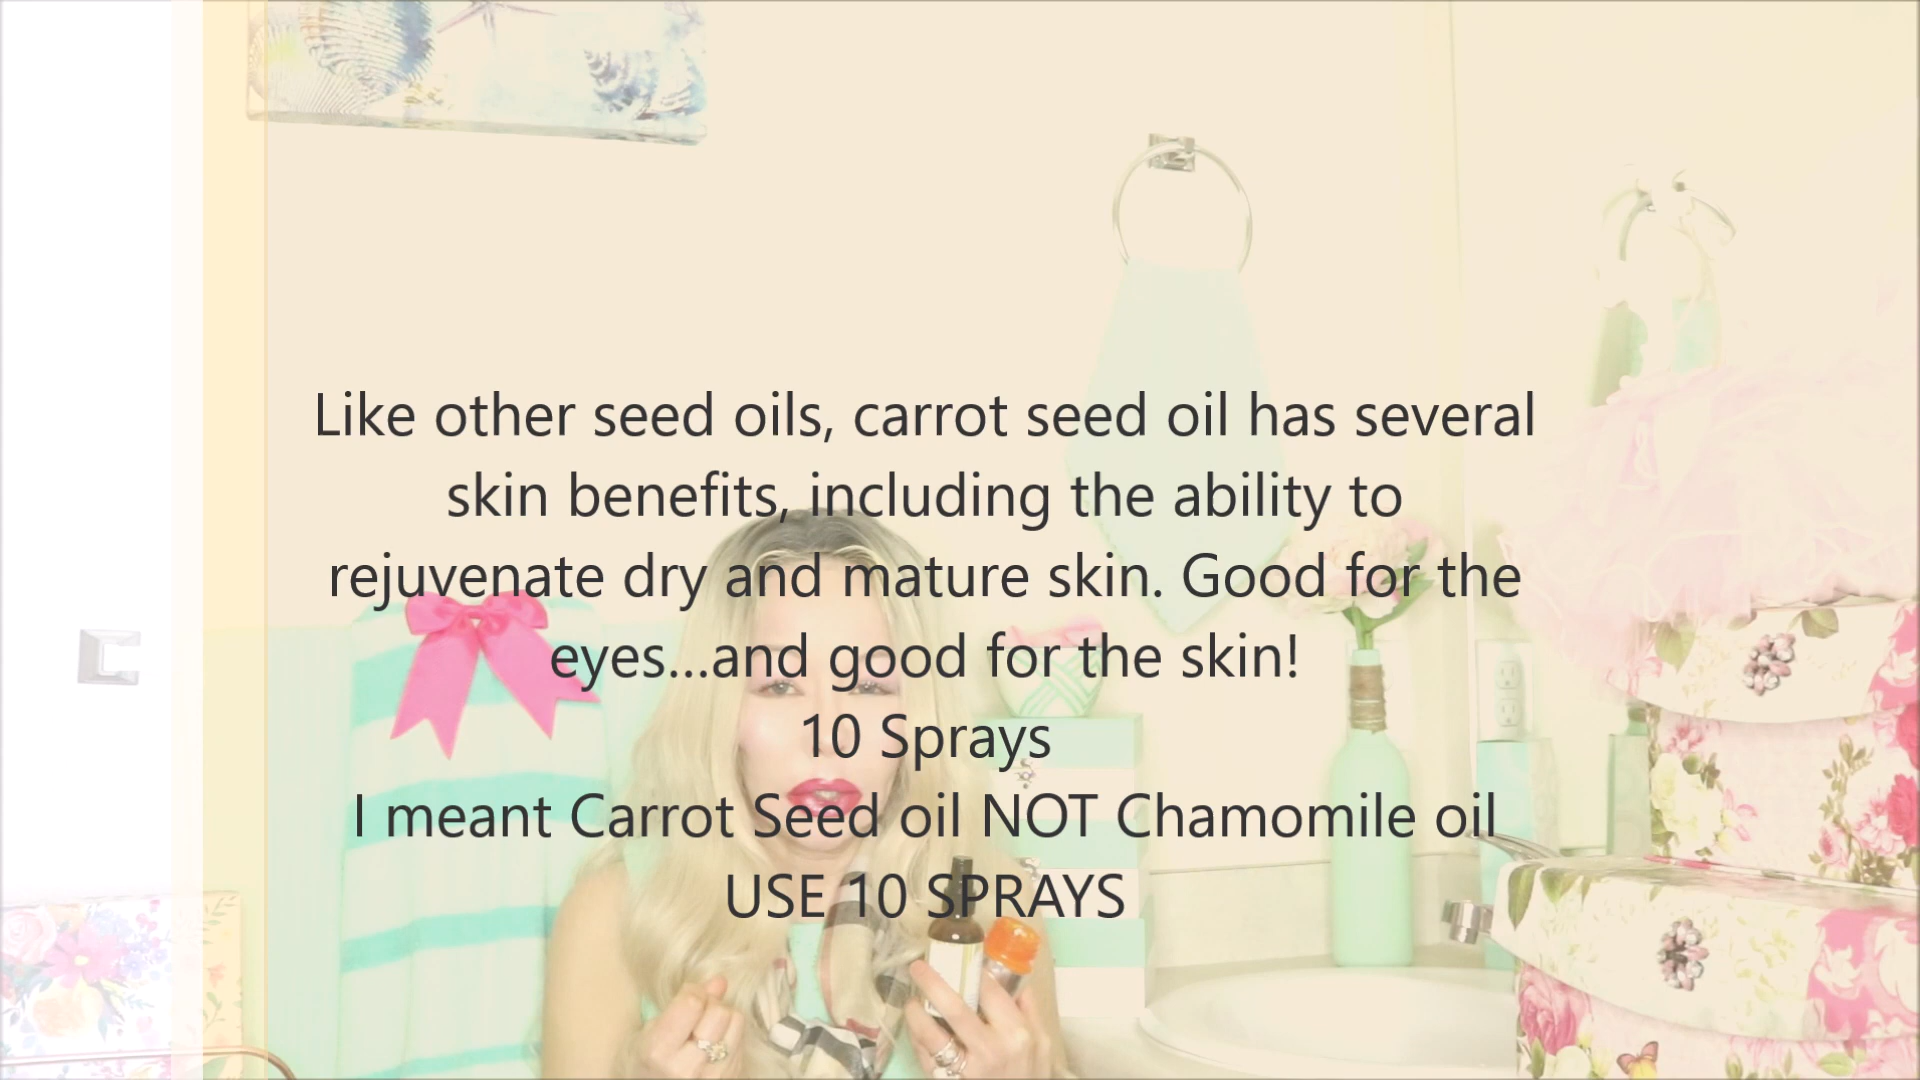 Like other seed oils, carrot seed oil has several
skin benefits, including the ability to
rejuvenate dry and mature skin. Good for the
eyes...and good for the skin!
10 Sprays
I meant Carrot Seed oil NOT Chamomile oil
USE 10 SPRAYS